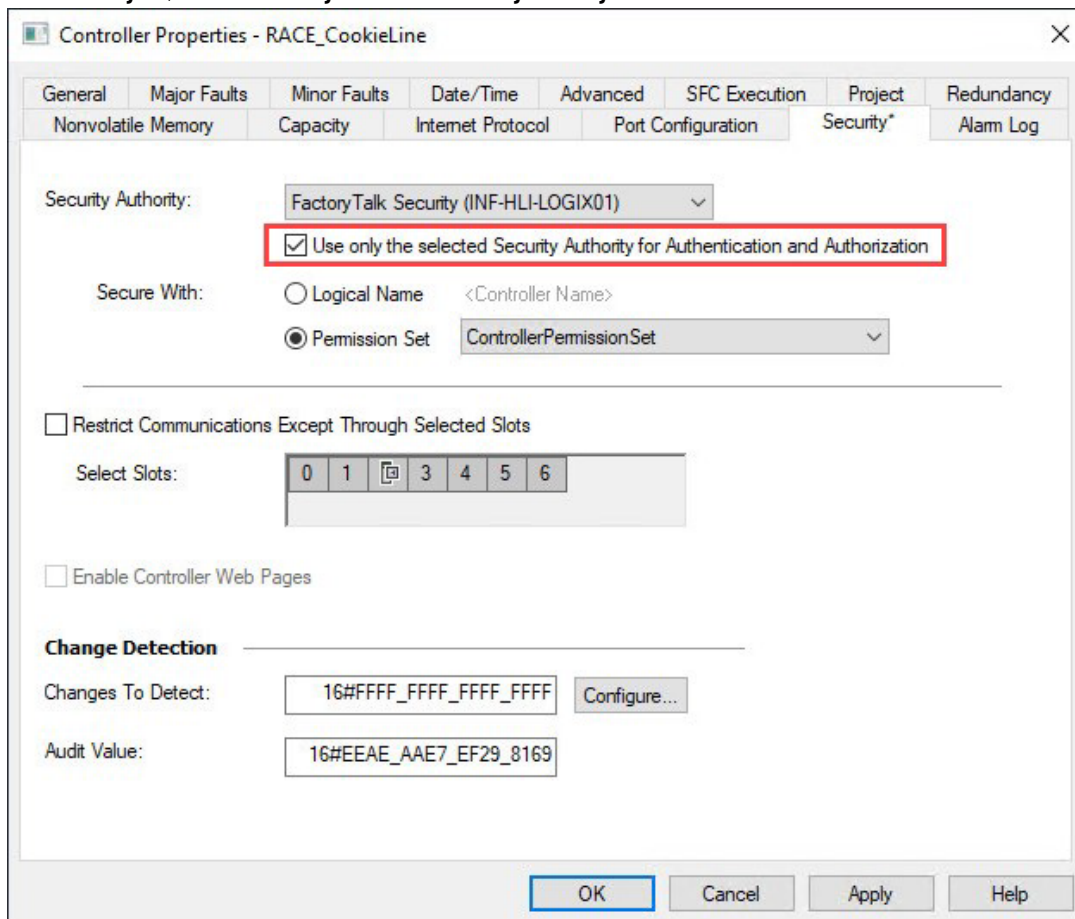 Controller Properties - RACE_CookieLine
General Major Faults Minor Faults Date/Time Advanced SFC Execution Project Redundancy
Nonvolatile Memory Capacity Internet Protocol Port Configuration Security* Alarm Log
Security Authority: FactoryTalk Security (INF-HLI-LOGIX01)
Use only the selected Security Authority for Authentication and Authorization
Secure With: Logical Name <Controller Name>
Permission Set ControllerPermissionSet
Restrict Communications Except Through Selected Slots
Select Slots: 0 1 3 4 5 6
Enable Controller Web Pages
Change Detection
Changes To Detect: 16#FFFF_FFFF_FFFF_FFFF Configure...
Audit Value: 16#EEAE_AAE7_EF29_8169
OK Cancel Apply Help